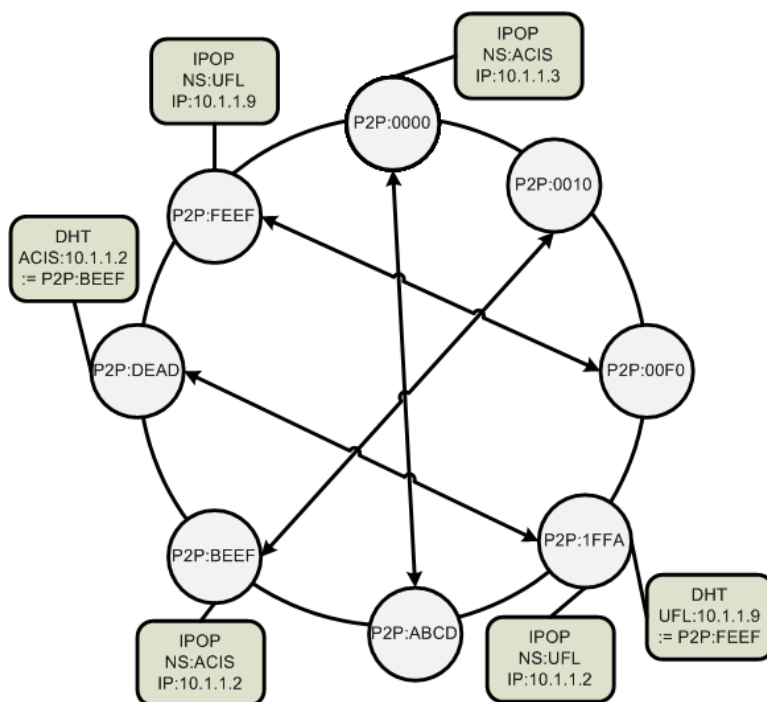 IPOP
NS:ACIS
IP:10.1.1.3
IPOP
NS:UFL
IP:10.1.1.9
P2P:0000
P2P:0010
P2P:FEEF
DHT
ACIS:10.1.1.2
:= P2P:BEEF
P2P:DEAD
P2P:00F0
P2P:BEEF
P2P:1FFA
DHT
UFL:10.1.1.9
:= P2P:FEEF
P2P:ABCD
IPOP
NS:ACIS
IP:10.1.1.2
IPOP
NS:UFL
IP:10.1.1.2